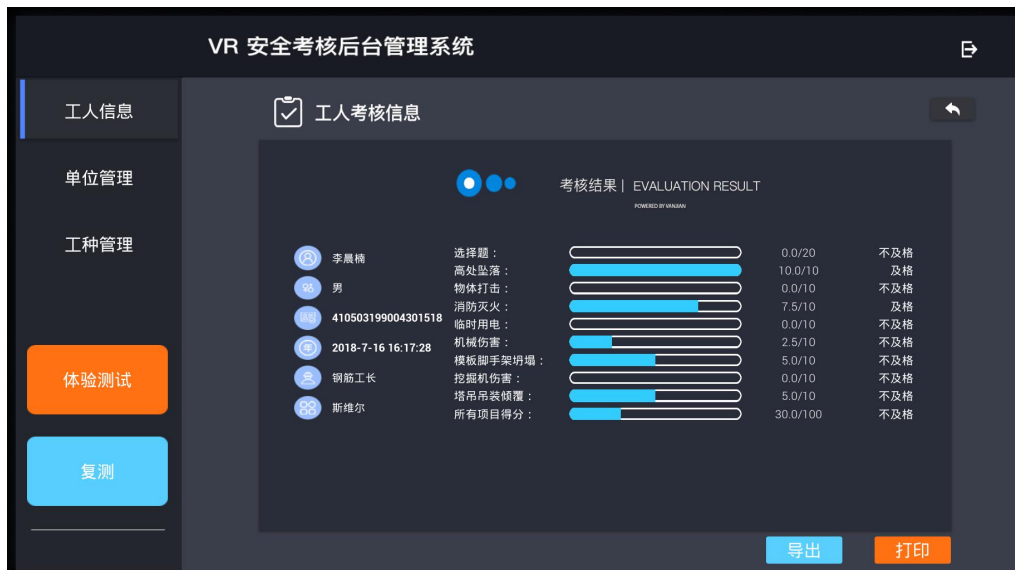 VR 安全考核后台管理系统
工人信息
单位管理
工种管理
体验测试
复测
工人考核信息
考核结果 | EVALUATION RESULT
POWERED BY VANJIAN
李晨楠
男
410503199004301518
2018-7-16 16:17:28
钢筋工长
斯维尔
选择题: 0.0/20 不及格
高处坠落: 10.0/10 及格
物体打击: 0.0/10 不及格
消防灭火: 7.5/10 及格
临时用电: 0.0/10 不及格
机械伤害: 2.5/10 不及格
模板脚手架坍塌: 5.0/10 不及格
挖掘机伤害: 0.0/10 不及格
塔吊吊装倾覆: 5.0/10 不及格
所有项目得分: 30.0/100 不及格
导出
打印